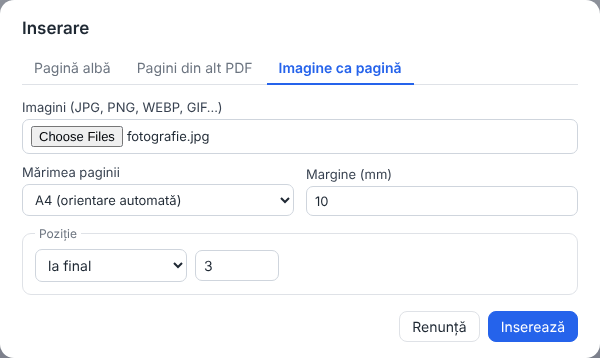 Inserare
Pagină albă Pagini din alt PDF Imagine ca pagină
Imagini (JPG, PNG, WEBP, GIF...)
Choose Files fotografie.jpg
Mărimea paginii Margine (mm)
A4 (orientare automată) 10
Poziție
la final 3
Renunță Inserează